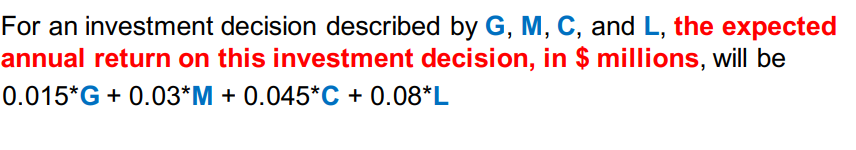 For an investment decision described by G, M, C, and L, the expected
annual return on this investment decision, in $ millions, will be
0.015*G + 0.03*M + 0.045*C + 0.08*L